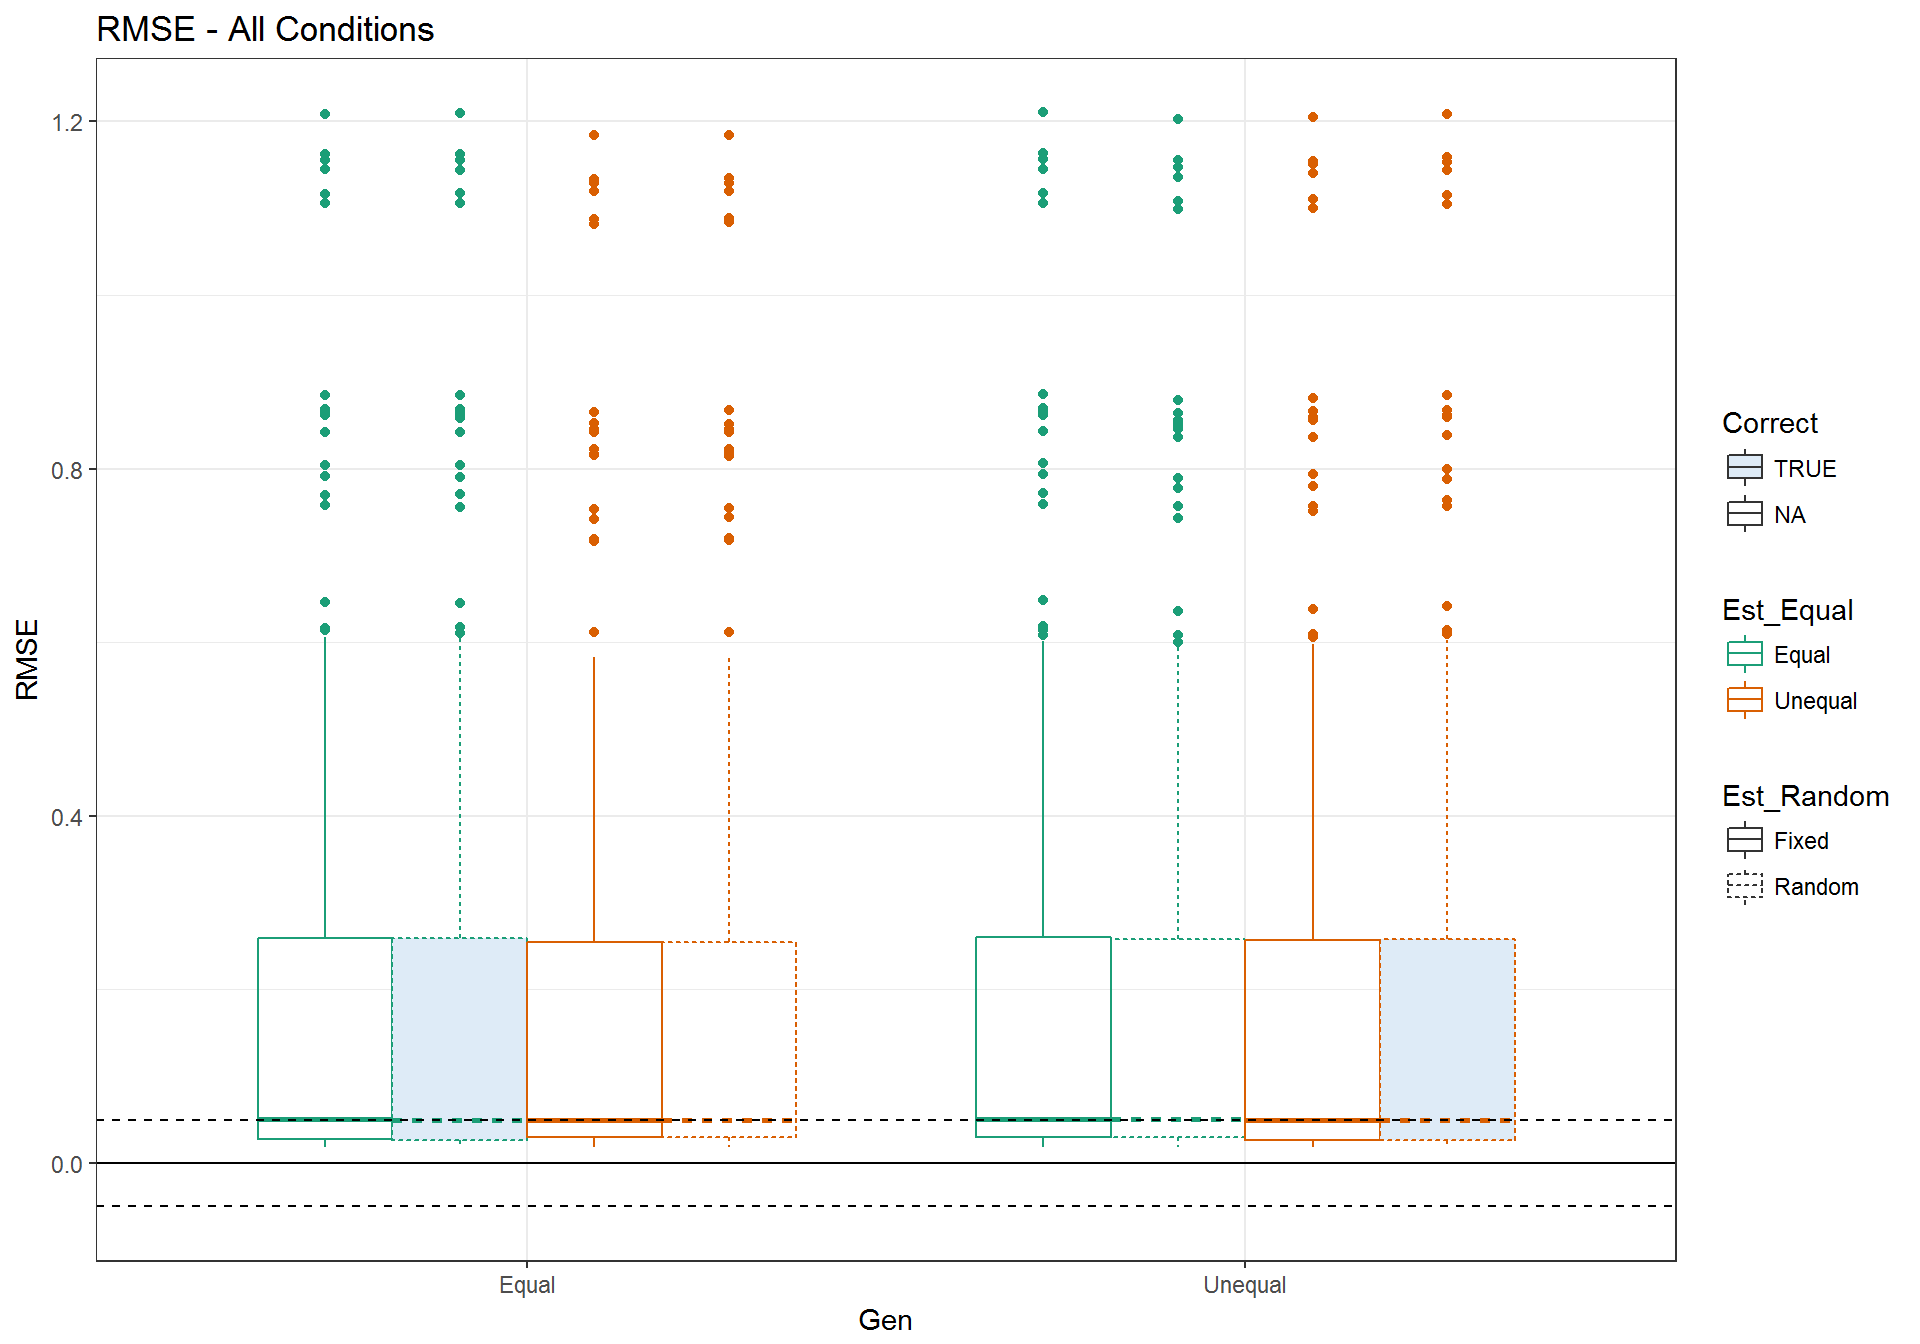 RMSE - All Conditions
1.2
0.8
0.4
0.0
RMSE
Equal
Unequal
Gen
Correct
TRUE
NA
Est_Equal
Equal
Unequal
Est_Random
Fixed
Random